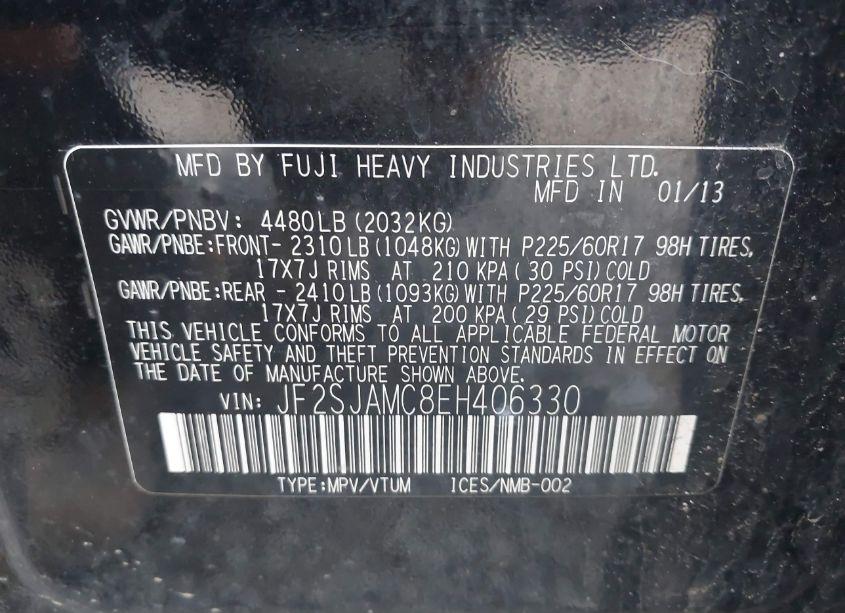 MFD BY FUJI HEAVY INDUSTRIES LTD.
MFD IN 01/13
GVWR/PNBV: 4480LB (2032KG)
GAWR/PNBE:FRONT- 2310LB (1048KG) WITH P225/60R17 98H TIRES,
17X7J RIMS AT 210 KPA ( 30 PSI) COLD
GAWR/PNBE:REAR - 2410LB (1093KG) WITH P225/60R17 98H TIRES,
17X7J RIMS AT 200 KPA ( 29 PSI) COLD
THIS VEHICLE CONFORMS TO ALL APPLICABLE FEDERAL MOTOR
VEHICLE SAFETY AND THEFT PREVENTION STANDARDS IN EFFECT ON
THE DATE OF MANUFACTURE SHOWN ABOVE.
VIN: JF2SJAMC8EH406330
TYPE:MPV/VTUM ICES/NMB-002